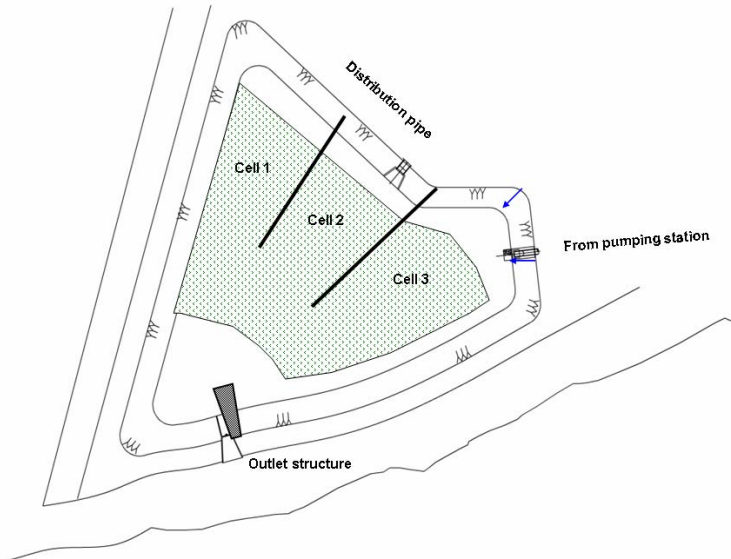 Distribution pipe
Cell 1
Cell 2
From pumping station
Cell 3
Outlet structure